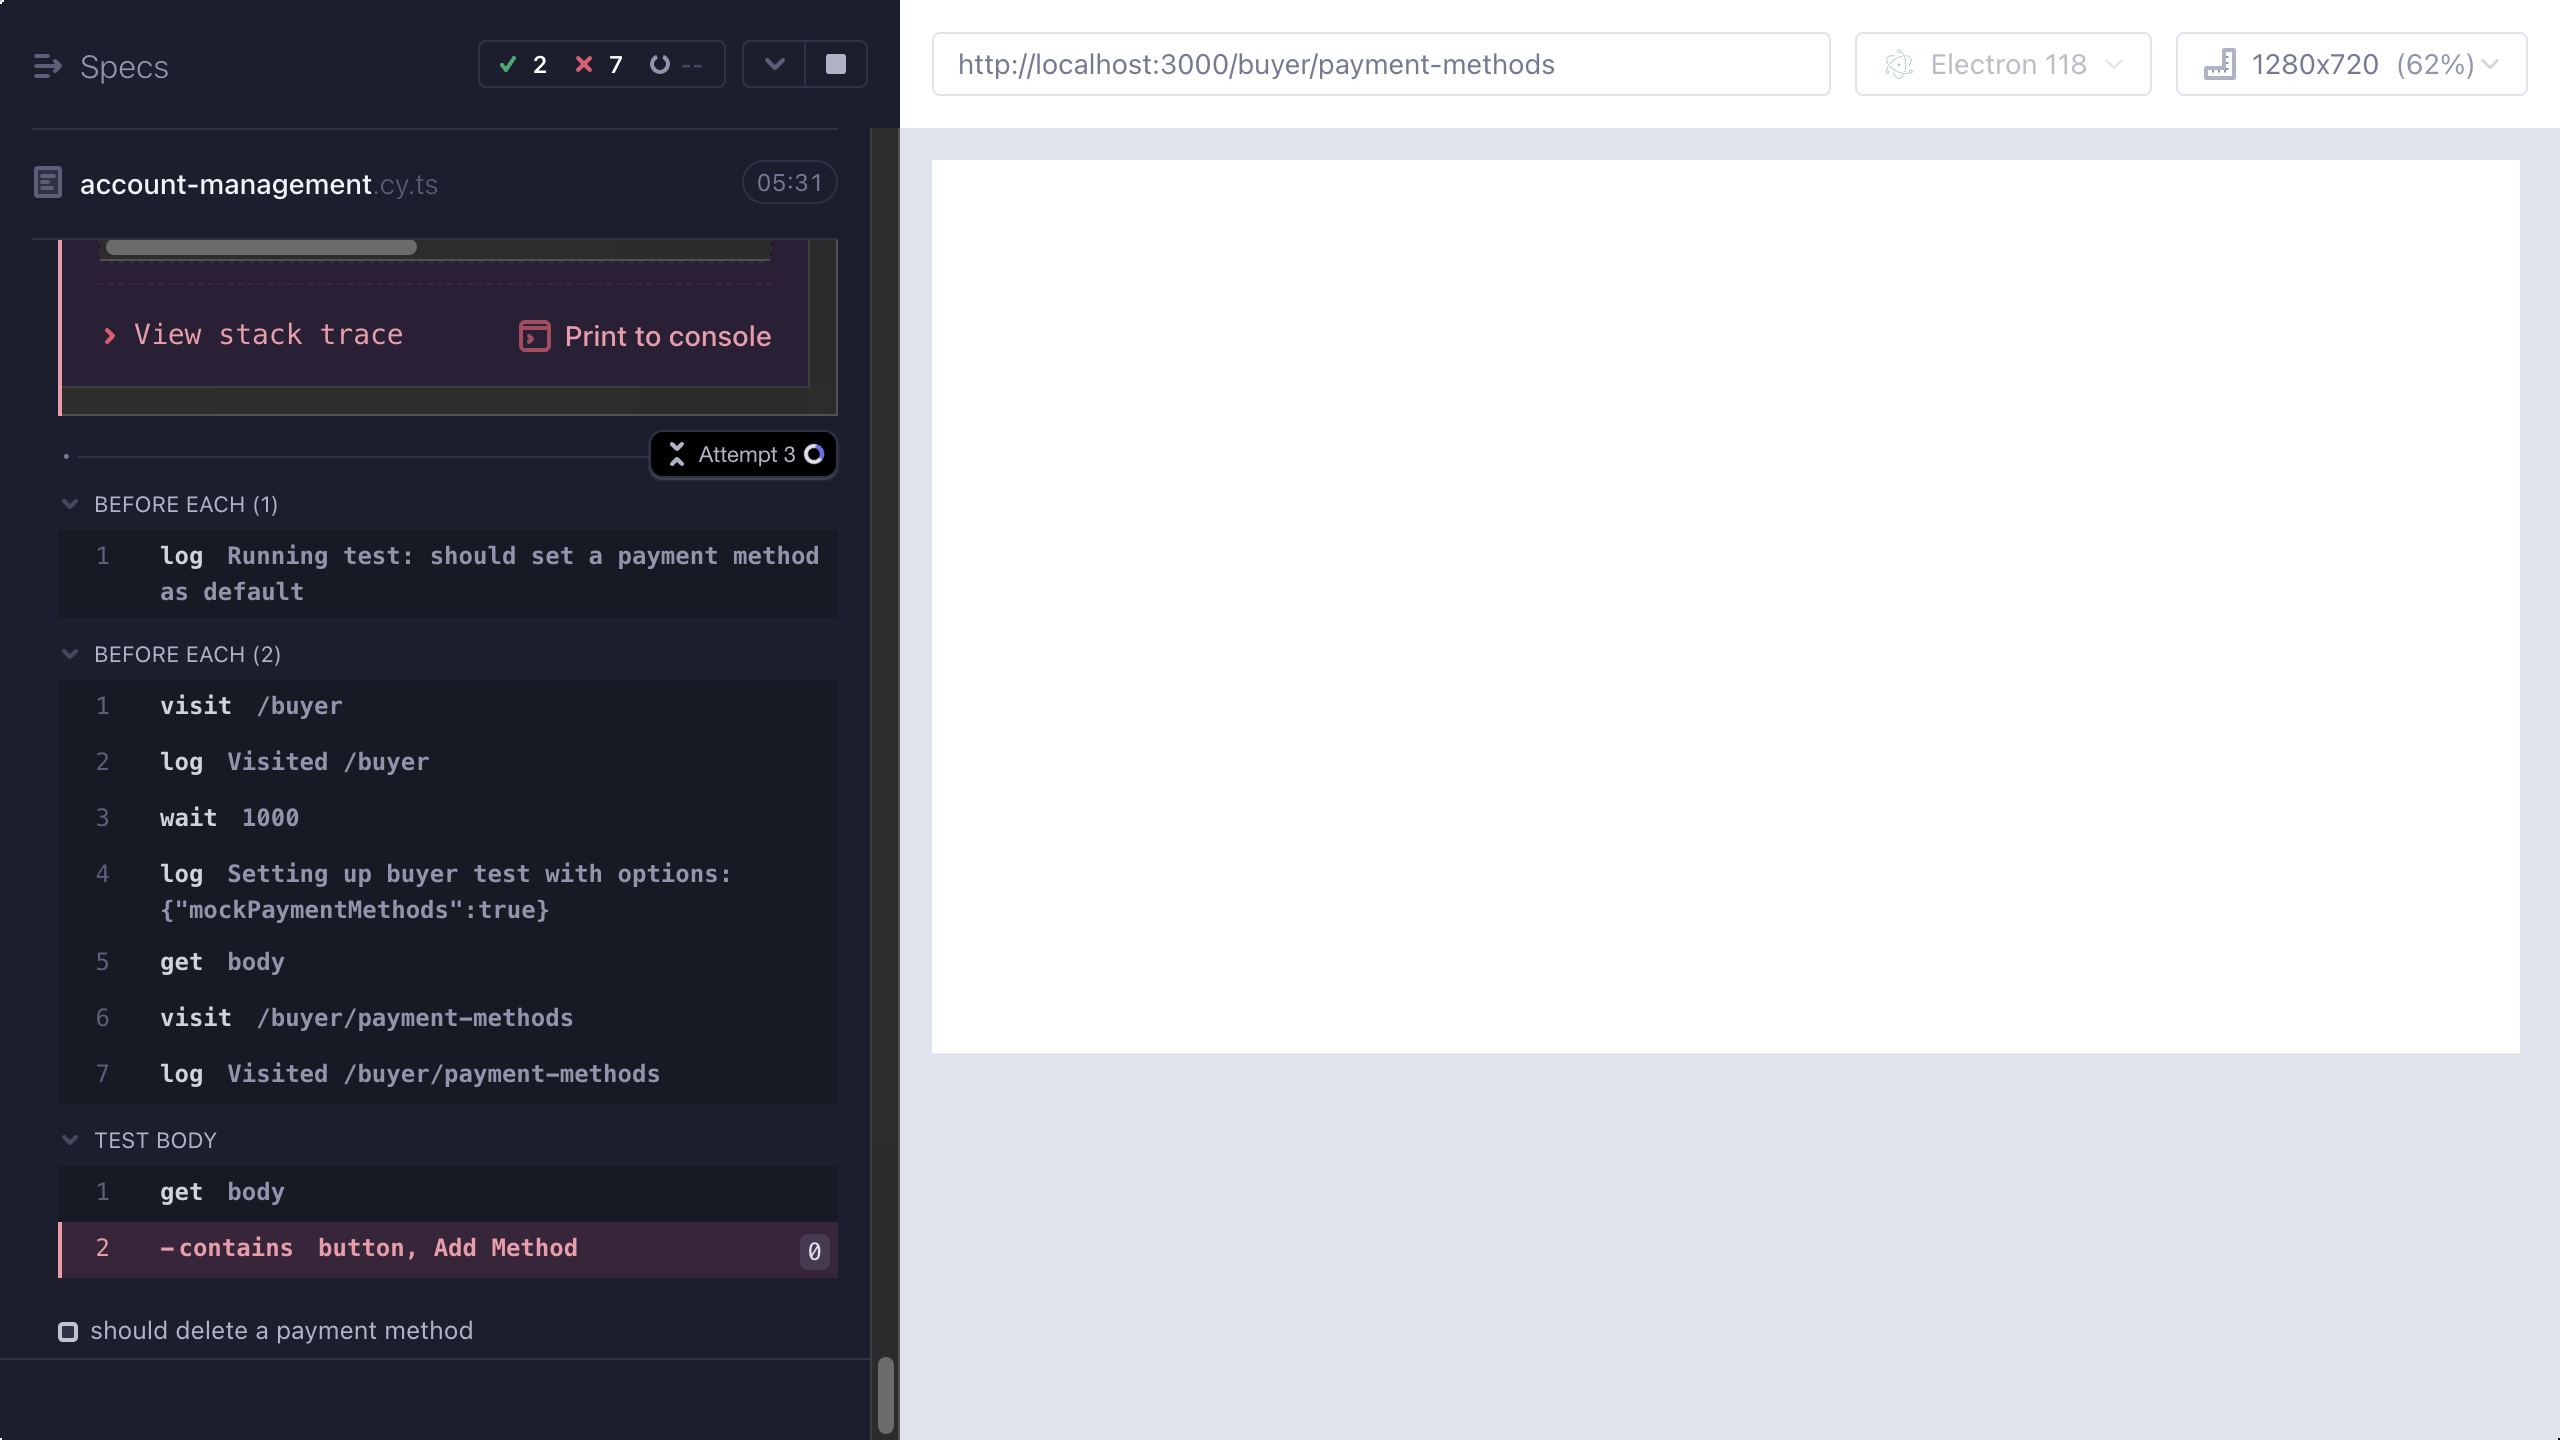 Specs
2
7
--
account-management.cy.ts
05:31
View stack trace
Print to console
Attempt 3
BEFORE EACH (1)
1 log Running test: should set a payment method
as default
BEFORE EACH (2)
1 visit /buyer
2 log Visited /buyer
3 wait 1000
4 log Setting up buyer test with options:
{"mockPaymentMethods":true}
5 get body
6 visit /buyer/payment-methods
7 log Visited /buyer/payment-methods
TEST BODY
1 get body
2 -contains button, Add Method 0
should delete a payment method
http://localhost:3000/buyer/payment-methods
Electron 118
1280x720 (62%)